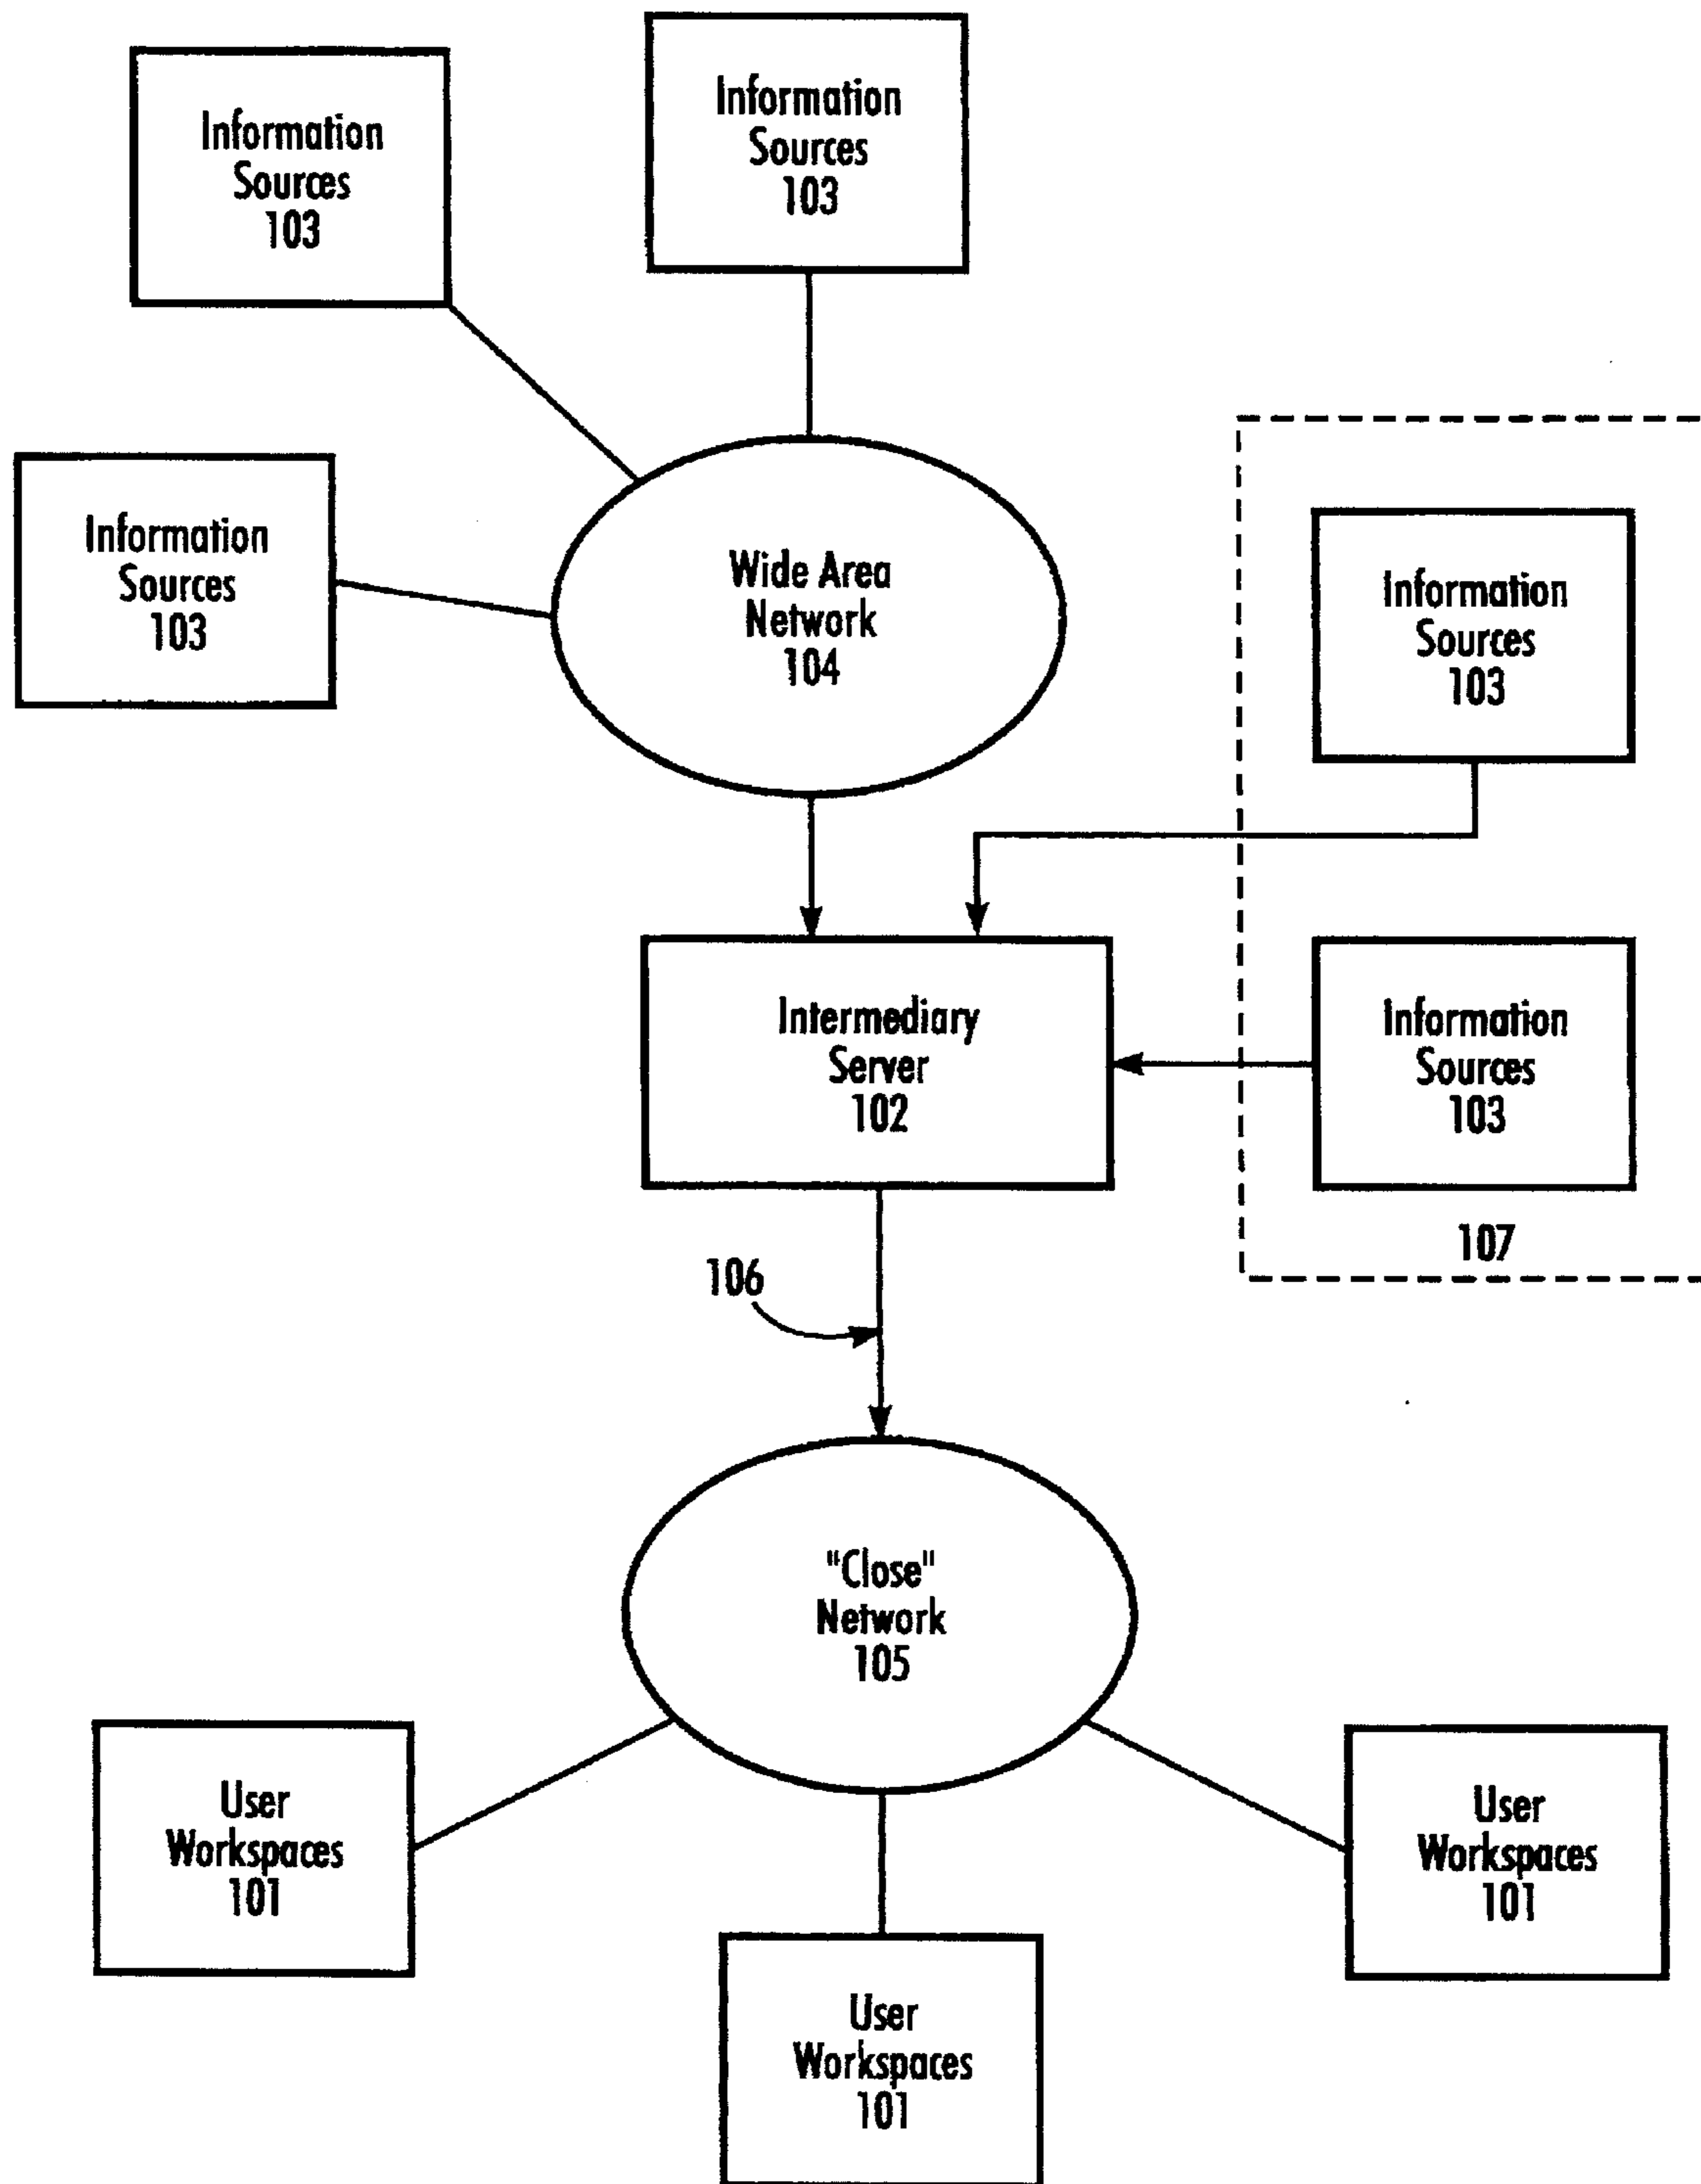 Information
Sources
103
Information
Sources
103
Information
Sources
103
Wide Area
Network
104
Information
Sources
103
Intermediary
Server
102
Information
Sources
103
107
106
"Close"
Network
105
User
Workspaces
101
User
Workspaces
101
User
Workspaces
101